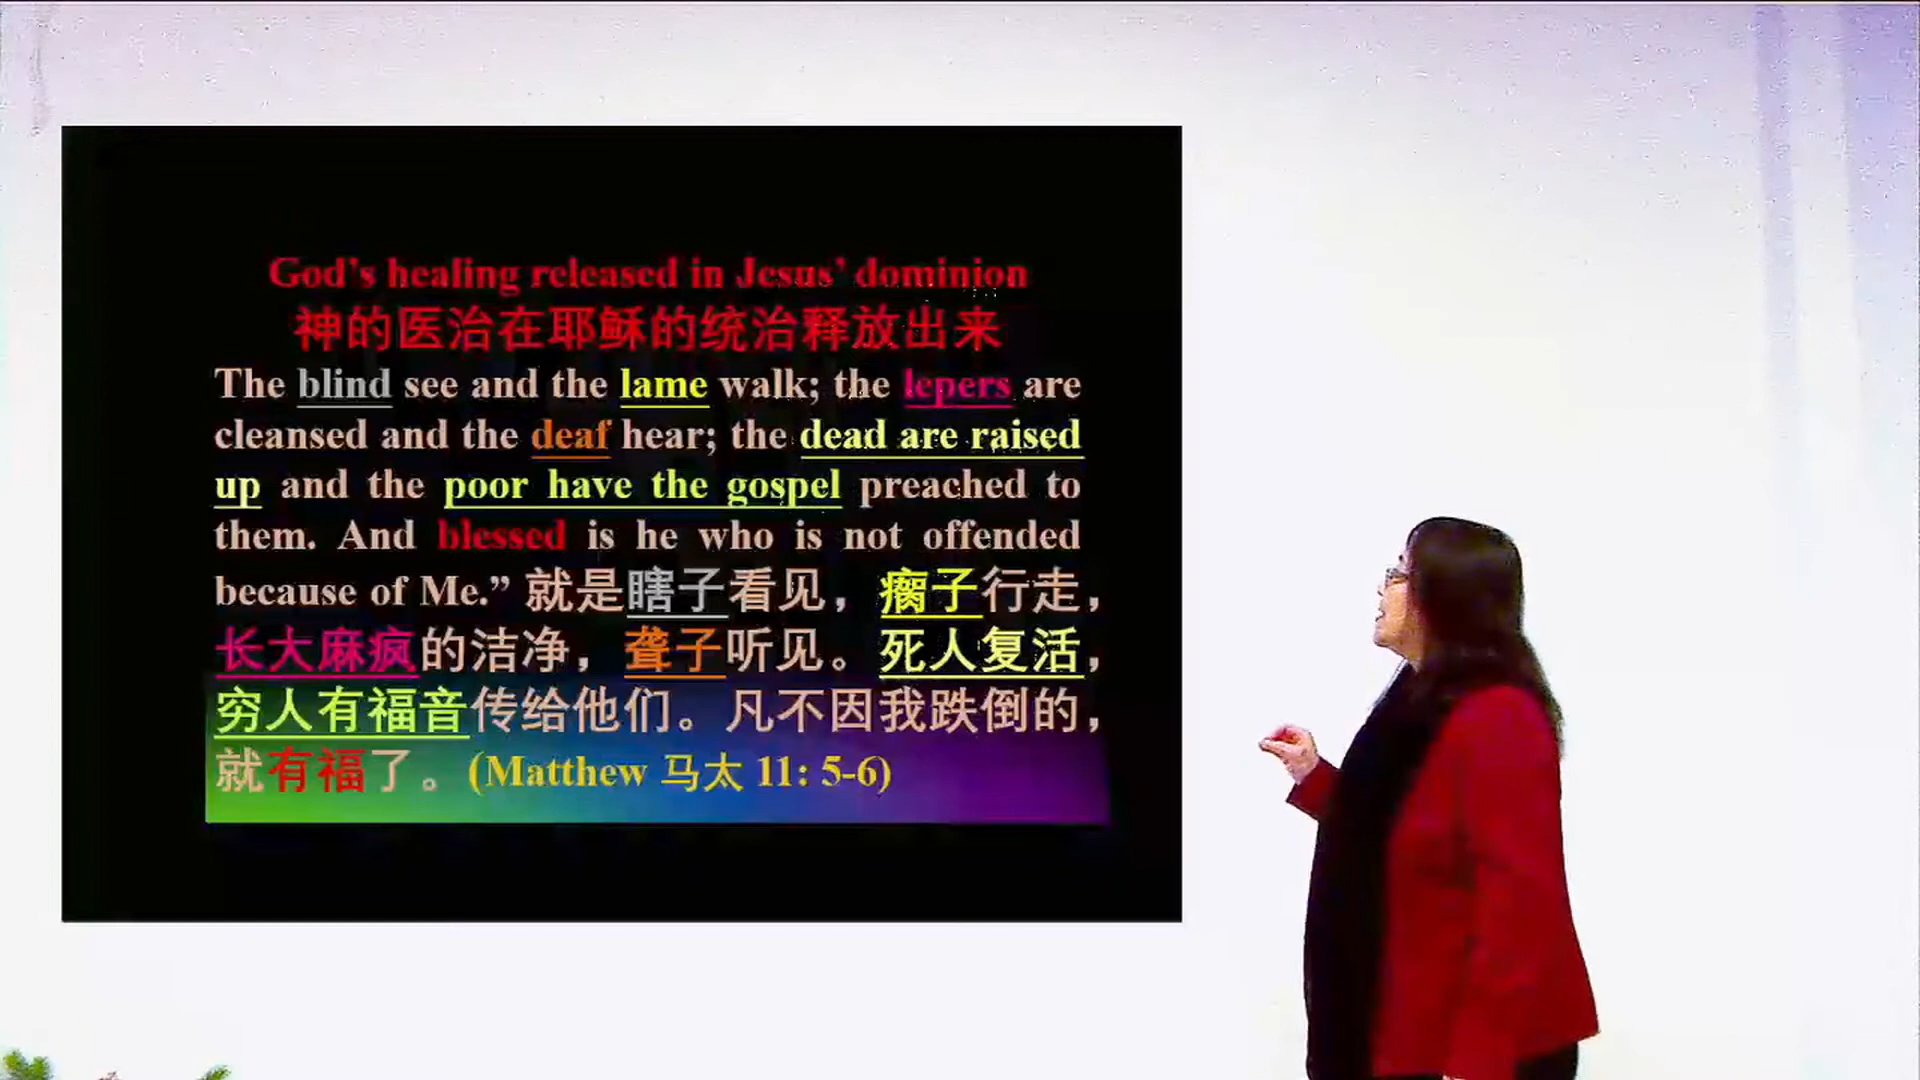 God’s healing released in Jesus’ dominion
神的医治在耶稣的统治释放出来
The blind see and the lame walk; the lepers are
cleansed and the deaf hear; the dead are raised
up and the poor have the gospel preached to
them. And blessed is he who is not offended
because of Me.” 就是瞎子看见，瘸子行走，
长大麻疯的洁净，聋子听见。死人复活，
穷人有福音传给他们。凡不因我跌倒的，
就有福了。(Matthew 马太 11: 5-6)